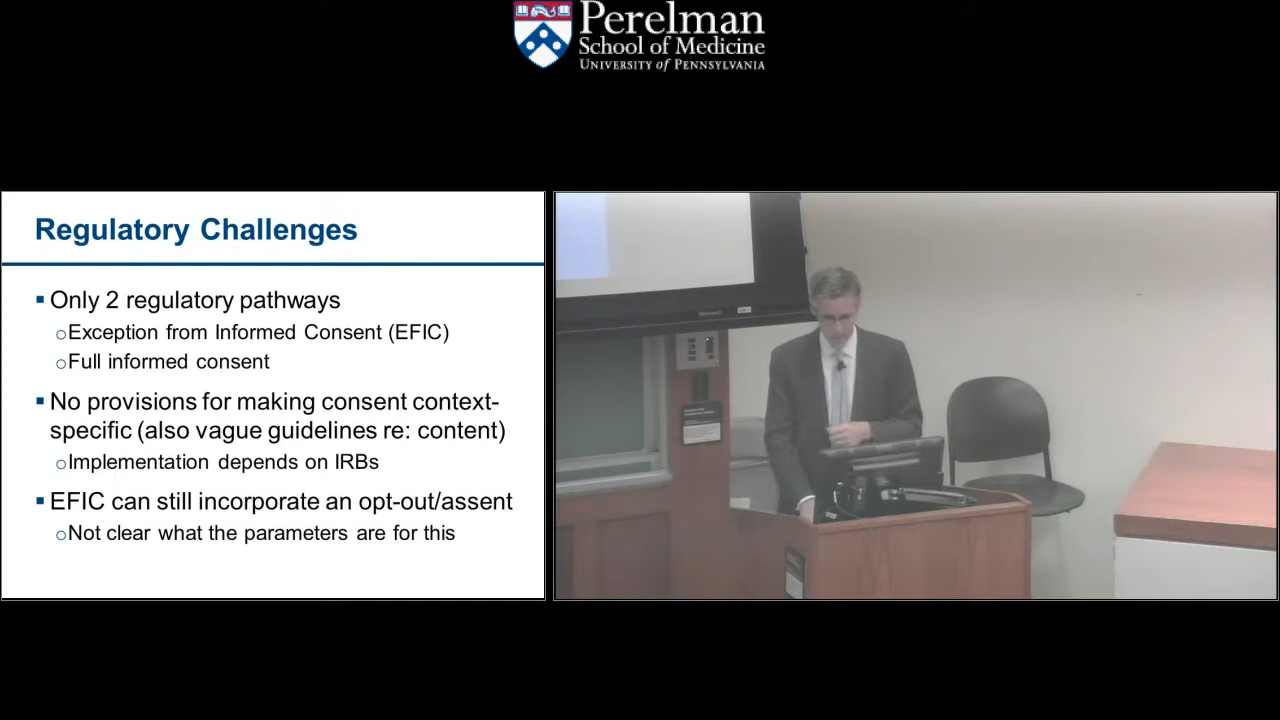 Perelman
School of Medicine
UNIVERSITY of PENNSYLVANIA
Regulatory Challenges
▪ Only 2 regulatory pathways
o Exception from Informed Consent (EFIC)
o Full informed consent
▪ No provisions for making consent context-
specific (also vague guidelines re: content)
o Implementation depends on IRBs
▪ EFIC can still incorporate an opt-out/assent
o Not clear what the parameters are for this